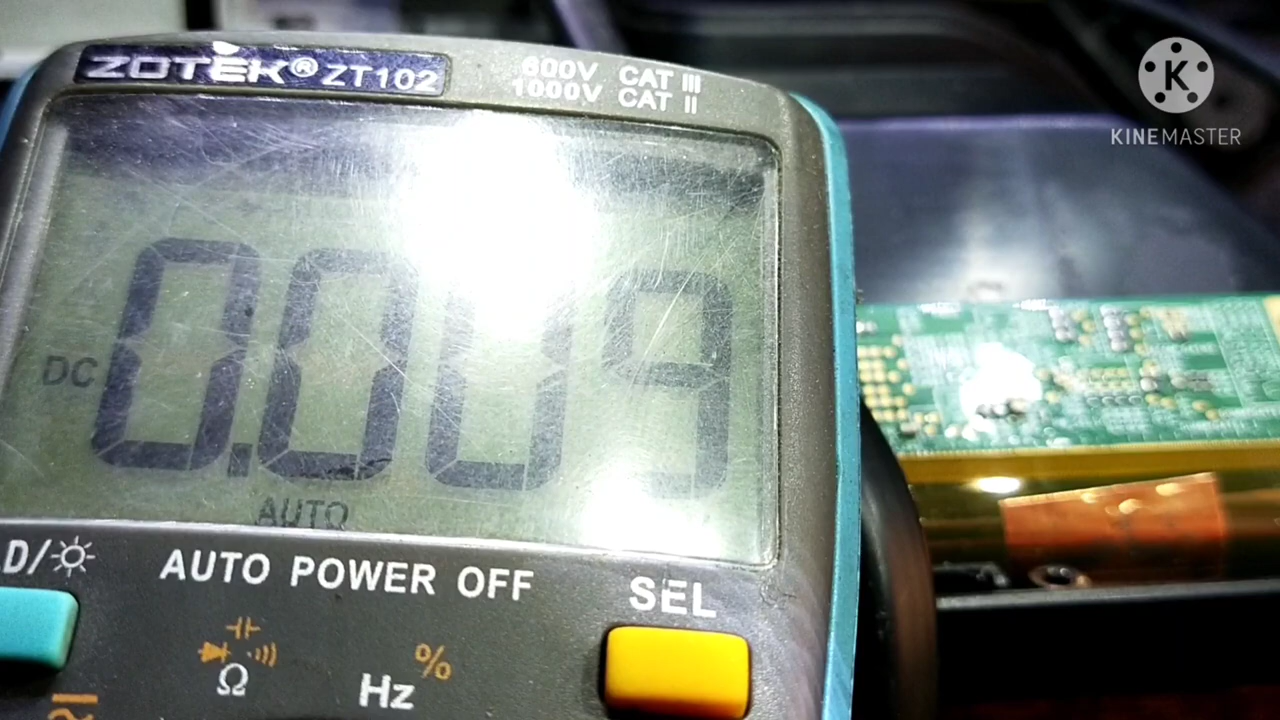 ZOTEK® ZT102
600V CAT III
1000V CAT II
KINEMASTER
DC
0.009
AUTO
D/
AUTO POWER OFF
SEL
%
Ω
Hz